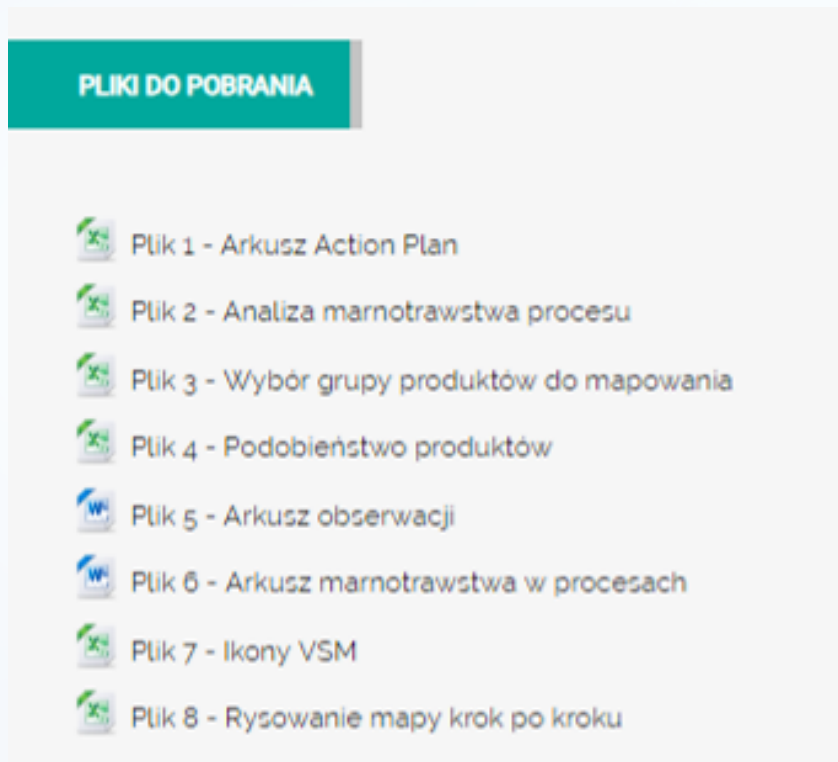 PLIKI DO POBRANIA
Plik 1 - Arkusz Action Plan
Plik 2 - Analiza marnotrawstwa procesu
Plik 3 - Wybór grupy produktów do mapowania
Plik 4 - Podobieństwo produktów
Plik 5 - Arkusz obserwacji
Plik 6 - Arkusz marnotrawstwa w procesach
Plik 7 - Ikony VSM
Plik 8 - Rysowanie mapy krok po kroku